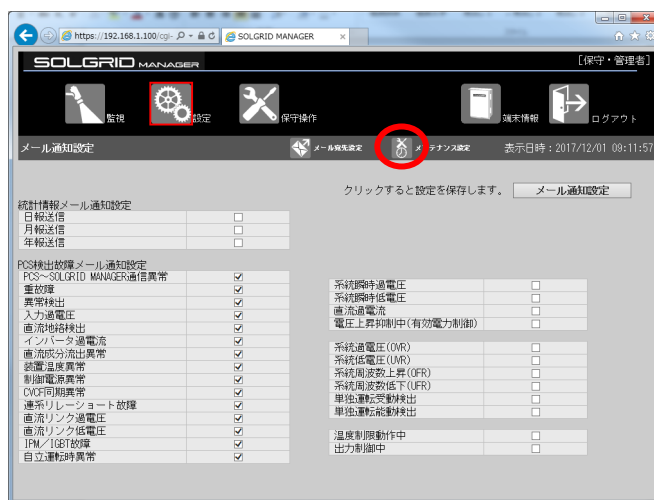 https://192.168.1.100/cgi-
SOLGRID MANAGER
SOLGRID MANAGER
[保守・管理者]
監視
設定
保守操作
端末情報
ログアウト
メール通知設定
メール宛先設定
メンテナンス設定
表示日時：2017/12/01 09:11:57
クリックすると設定を保存します。
メール通知設定
統計情報メール通知設定
日報送信
月報送信
年報送信
PCS検出故障メール通知設定
PCS～SOLGRID MANAGER通信異常
重故障
異常検出
入力過電圧
直流地絡検出
インバータ過電流
直流成分流出異常
装置温度異常
制御電源異常
CVCF同期異常
連系リレーショート故障
直流リンク過電圧
直流リンク低電圧
IPM／IGBT故障
自立運転時異常
系統瞬時過電圧
系統瞬時低電圧
直流過電流
電圧上昇抑制中(有効電力制御)
系統過電圧(OVR)
系統低電圧(UVR)
系統周波数上昇(OFR)
系統周波数低下(UFR)
単独運転受動検出
単独運転能動検出
温度制限動作中
出力制御中